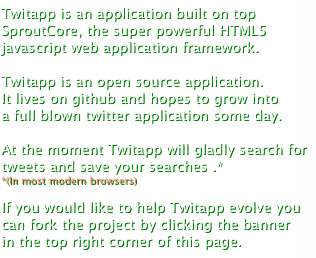 Twitapp is an application built on top
SproutCore, the super powerful HTML5
javascript web application framework.
Twitapp is an open source application.
It lives on github and hopes to grow into
a full blown twitter application some day.
At the moment Twitapp will gladly search for
tweets and save your searches .*
*(In most modern browsers)
If you would like to help Twitapp evolve you
can fork the project by clicking the banner
in the top right corner of this page.